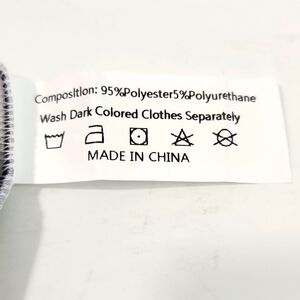 Composition: 95%Polyester5%Polyurethane
Wash Dark Colored Clothes Separately
MADE IN CHINA